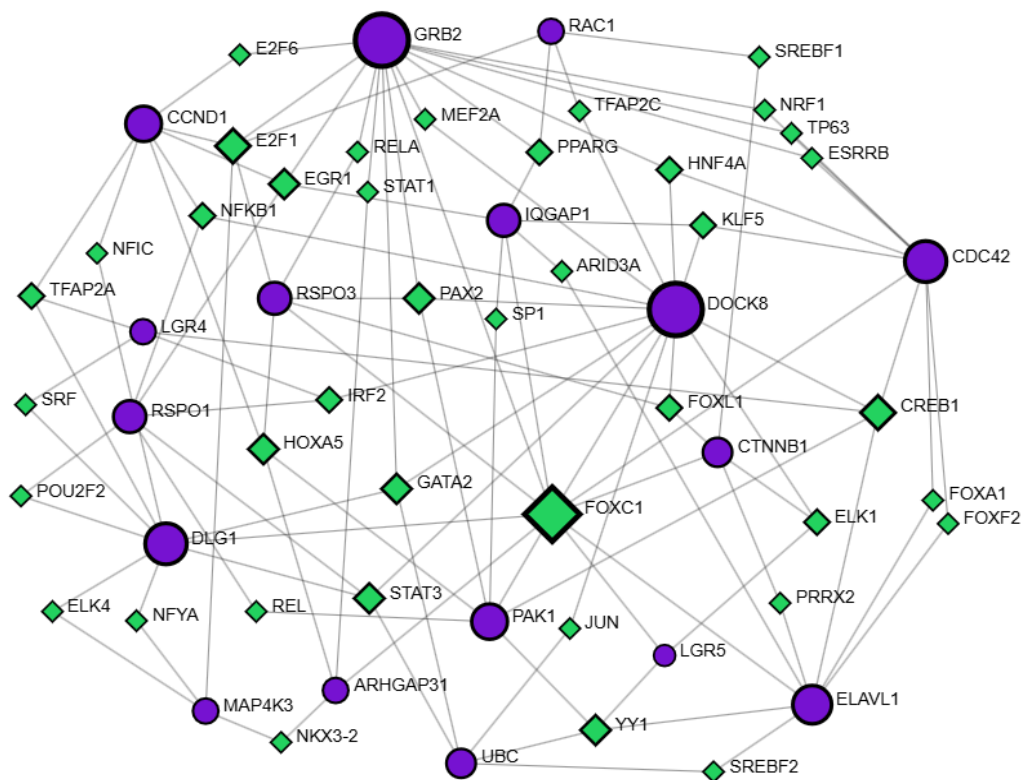 GRB2
RAC1
E2F6
SREBF1
CCND1
MEF2A
TFAP2C
NRF1
TP63
E2F1
RELA
PPARG
ESRRB
HNF4A
EGR1
STAT1
NFKB1
IQGAP1
KLF5
NFIC
CDC42
ARID3A
TFAP2A
RSPO3
PAX2
DOCK8
SP1
LGR4
SRF
RSPO1
IRF2
FOXL1
CREB1
HOXA5
CTNNB1
POU2F2
GATA2
FOXC1
FOXA1
FOXF2
ELK1
DLG1
ELK4
NFYA
REL
STAT3
PAK1
JUN
PRRX2
LGR5
ARHGAP31
MAP4K3
ELAVL1
NKX3-2
YY1
UBC
SREBF2